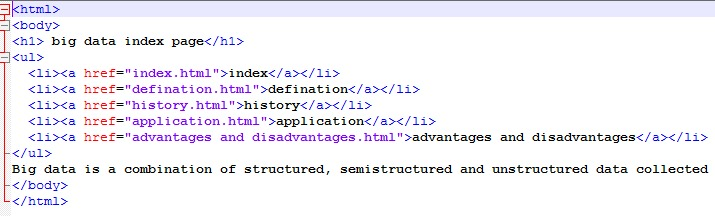 <html>
<body>
<h1> big data index page</h1>
<ul>
<li><a href="index.html">index</a></li>
<li><a href="defination.html">defination</a></li>
<li><a href="history.html">history</a></li>
<li><a href="application.html">application</a></li>
<li><a href="advantages and disadvantages.html">advantages and disadvantages</a></li>
</ul>
Big data is a combination of structured, semistructured and unstructured data collected
</body>
</html>